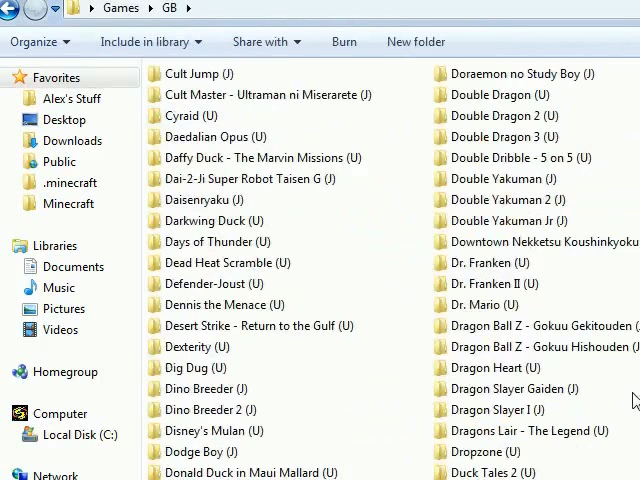 Games GB
Organize Include in library Share with Burn New folder
Favorites
Alex's Stuff
Desktop
Downloads
Public
.minecraft
Minecraft
Libraries
Documents
Music
Pictures
Videos
Homegroup
Computer
Local Disk (C:)
Network
Cult Jump (J)
Cult Master - Ultraman ni Miserarete (J)
Cyraid (U)
Daedalian Opus (U)
Daffy Duck - The Marvin Missions (U)
Dai-2-Ji Super Robot Taisen G (J)
Daisenryaku (J)
Darkwing Duck (U)
Days of Thunder (U)
Dead Heat Scramble (U)
Defender-Joust (U)
Dennis the Menace (U)
Desert Strike - Return to the Gulf (U)
Dexterity (U)
Dig Dug (U)
Dino Breeder (J)
Dino Breeder 2 (J)
Disney's Mulan (U)
Dodge Boy (J)
Donald Duck in Maui Mallard (U)
Doraemon no Study Boy (J)
Double Dragon (U)
Double Dragon 2 (U)
Double Dragon 3 (U)
Double Dribble - 5 on 5 (U)
Double Yakuman (J)
Double Yakuman 2 (J)
Double Yakuman Jr (J)
Downtown Nekketsu Koushinkyoku
Dr. Franken (U)
Dr. Franken II (U)
Dr. Mario (U)
Dragon Ball Z - Gokuu Gekitouden (J
Dragon Ball Z - Gokuu Hishouden (J
Dragon Heart (U)
Dragon Slayer Gaiden (J)
Dragon Slayer I (J)
Dragons Lair - The Legend (U)
Dropzone (U)
Duck Tales 2 (U)